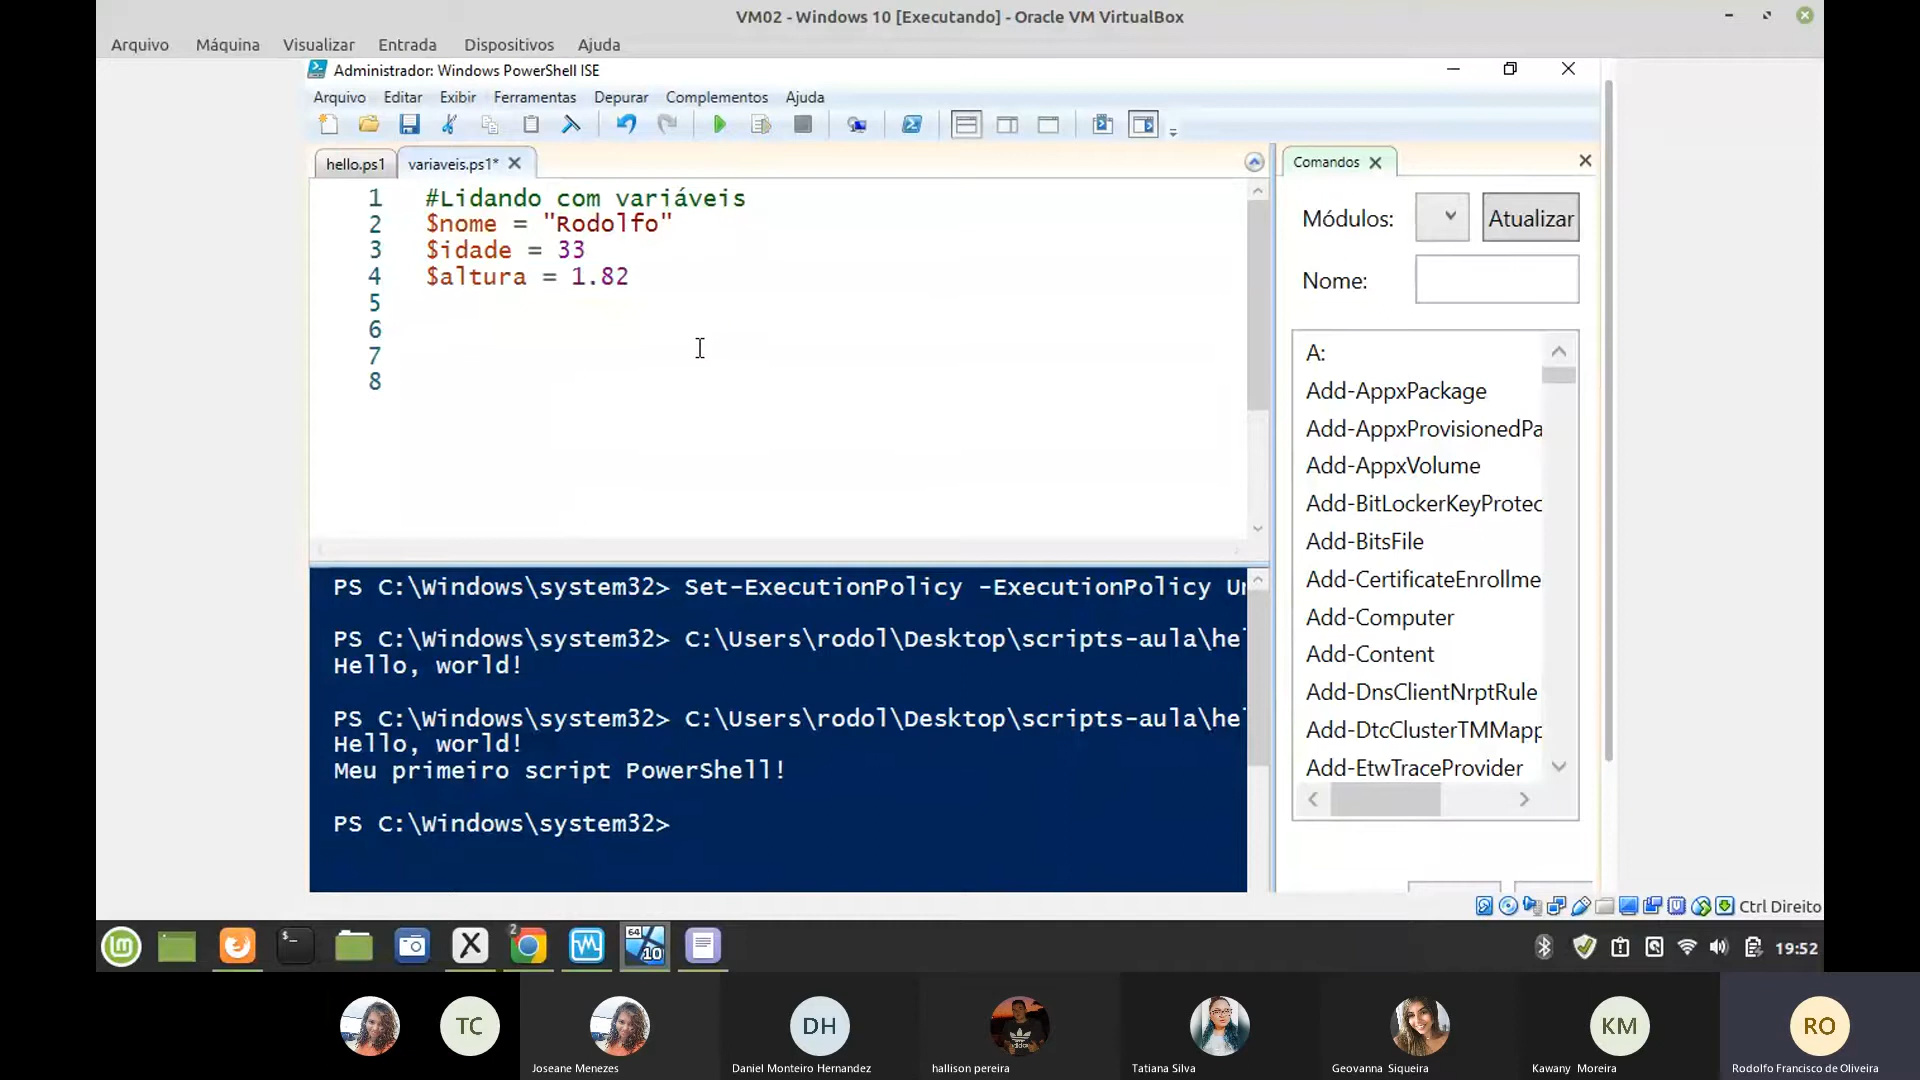 VM02 - Windows 10 [Executando] - Oracle VM VirtualBox
Arquivo Máquina Visualizar Entrada Dispositivos Ajuda
Administrador: Windows PowerShell ISE
Arquivo Editar Exibir Ferramentas Depurar Complementos Ajuda
hello.ps1 variaveis.ps1*
1 #Lidando com variáveis
2 $nome = "Rodolfo"
3 $idade = 33
4 $altura = 1.82
5
6
7
8
PS C:\Windows\system32> Set-ExecutionPolicy -ExecutionPolicy Un
PS C:\Windows\system32> C:\Users\rodol\Desktop\scripts-aula\hel
Hello, world!
PS C:\Windows\system32> C:\Users\rodol\Desktop\scripts-aula\hel
Hello, world!
Meu primeiro script PowerShell!
PS C:\Windows\system32>
Comandos
Módulos: Atualizar
Nome:
A:
Add-AppxPackage
Add-AppxProvisionedPa
Add-AppxVolume
Add-BitLockerKeyProtec
Add-BitsFile
Add-CertificateEnrollme
Add-Computer
Add-Content
Add-DnsClientNrptRule
Add-DtcClusterTMMapp
Add-EtwTraceProvider
Ctrl Direito
2
64
10
19:52
TC DH KM RO
Joseane Menezes
Daniel Monteiro Hernandez
hallison pereira
Tatiana Silva
Geovanna Siqueira
Kawany Moreira
Rodolfo Francisco de Oliveira